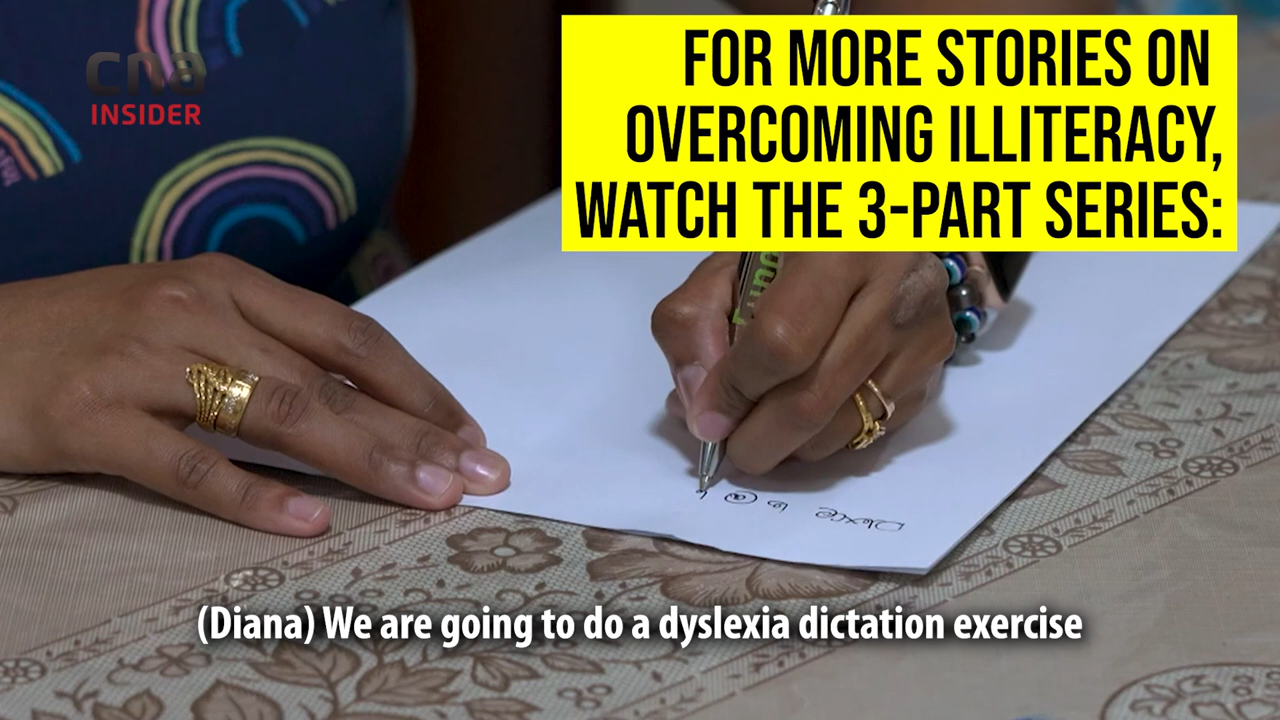 cna
INSIDER
FOR MORE STORIES ON
OVERCOMING ILLITERACY,
WATCH THE 3-PART SERIES:
(Diana) We are going to do a dyslexia dictation exercise